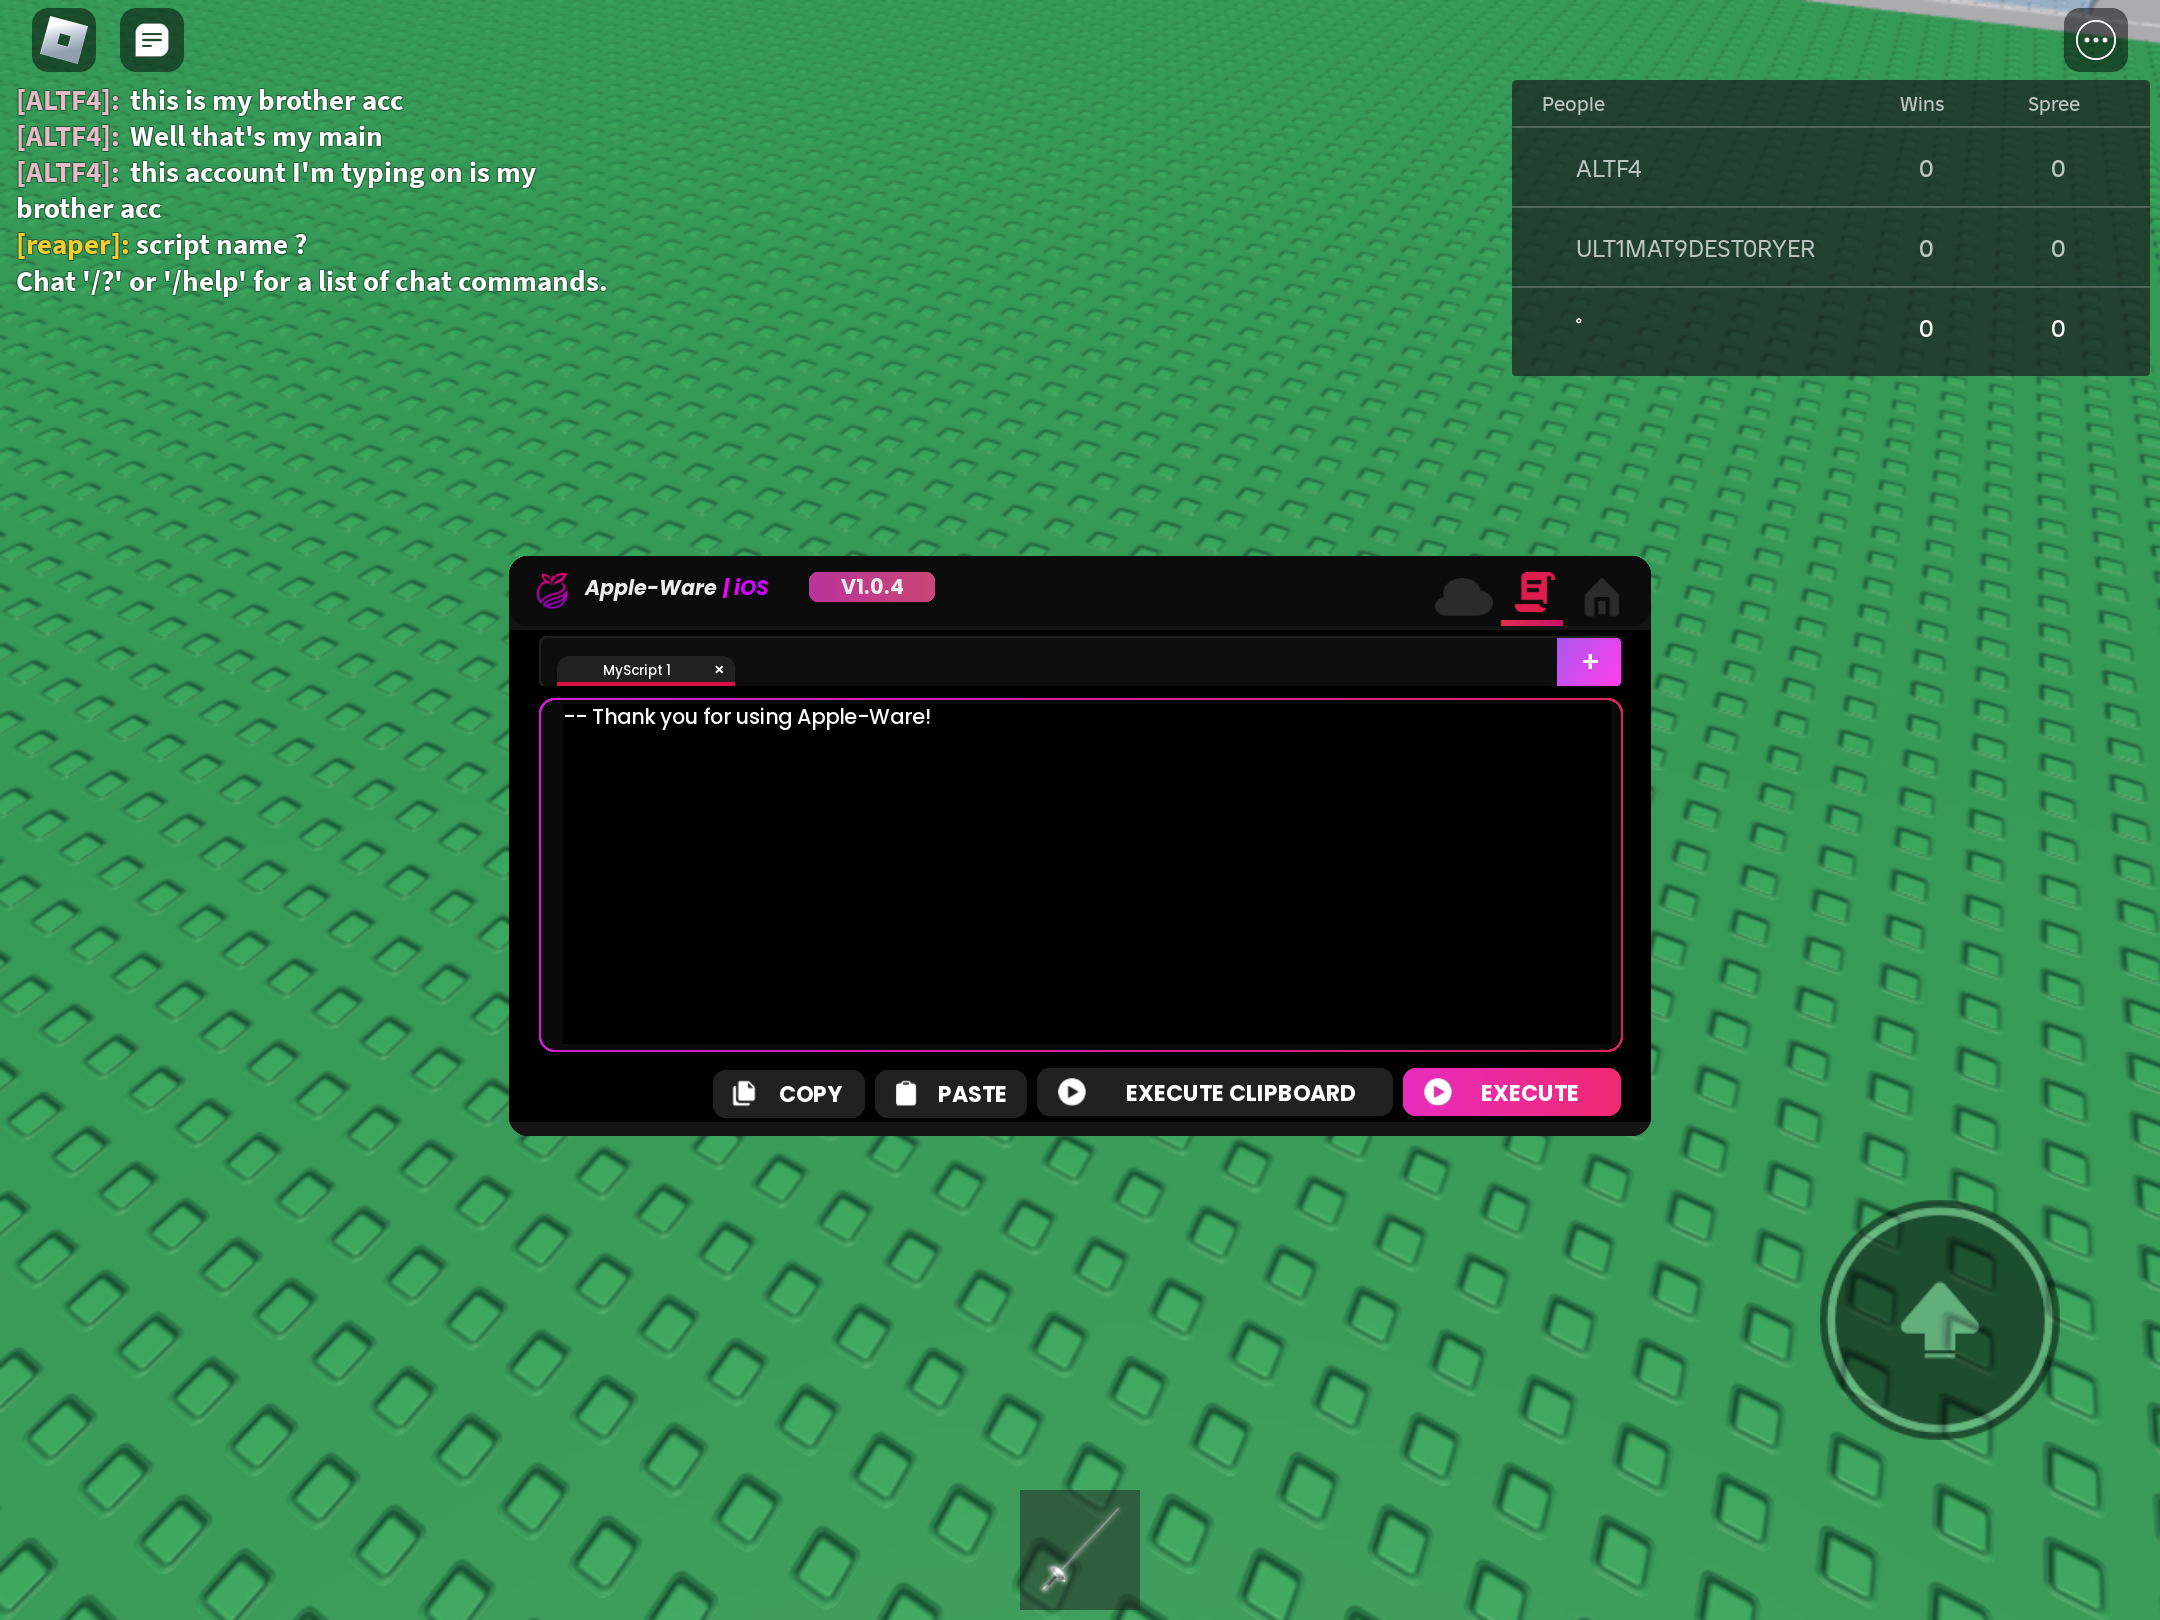 [ALTF4]: this is my brother acc
[ALTF4]: Well that's my main
[ALTF4]: this account I'm typing on is my
brother acc
[reaper]: script name ?
Chat '/?' or '/help' for a list of chat commands.
People Wins Spree
ALTF4 0 0
ULT1MAT9DEST0RYER 0 0
° 0 0
Apple-Ware | iOS V1.0.4
MyScript 1 ×
+
-- Thank you for using Apple-Ware!
COPY PASTE EXECUTE CLIPBOARD EXECUTE